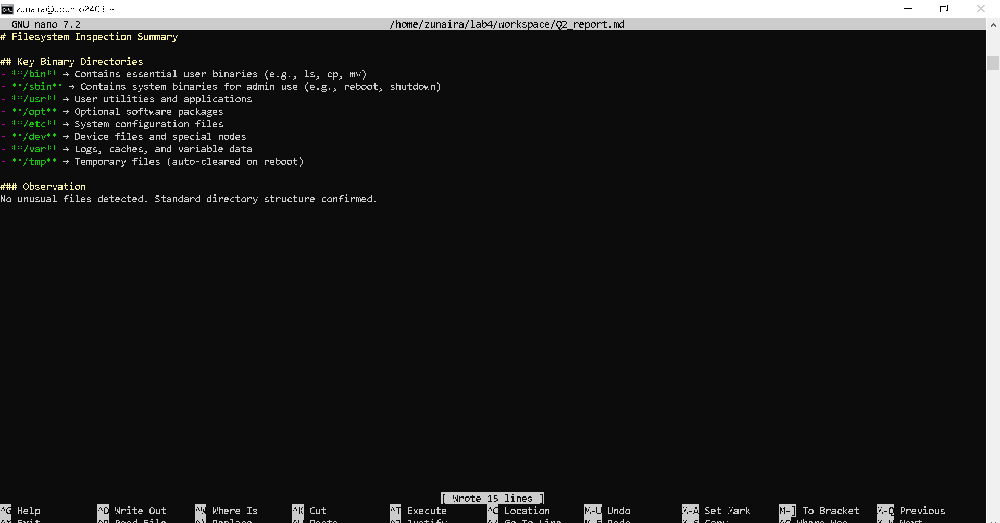 zunaira@ubunto2403: ~
GNU nano 7.2 /home/zunaira/lab4/workspace/Q2_report.md
# Filesystem Inspection Summary
## Key Binary Directories
- **/bin** → Contains essential user binaries (e.g., ls, cp, mv)
- **/sbin** → Contains system binaries for admin use (e.g., reboot, shutdown)
- **/usr** → User utilities and applications
- **/opt** → Optional software packages
- **/etc** → System configuration files
- **/dev** → Device files and special nodes
- **/var** → Logs, caches, and variable data
- **/tmp** → Temporary files (auto-cleared on reboot)
### Observation
No unusual files detected. Standard directory structure confirmed.
[ Wrote 15 lines ]
^G Help ^O Write Out ^W Where Is ^K Cut ^T Execute ^C Location M-U Undo M-A Set Mark M-] To Bracket M-Q Previous
^X Exit ^R Read File ^\ Replace ^U Paste ^J Justify ^/ Go To Line M-E Redo M-6 Copy ^Q Where Was M-W Next